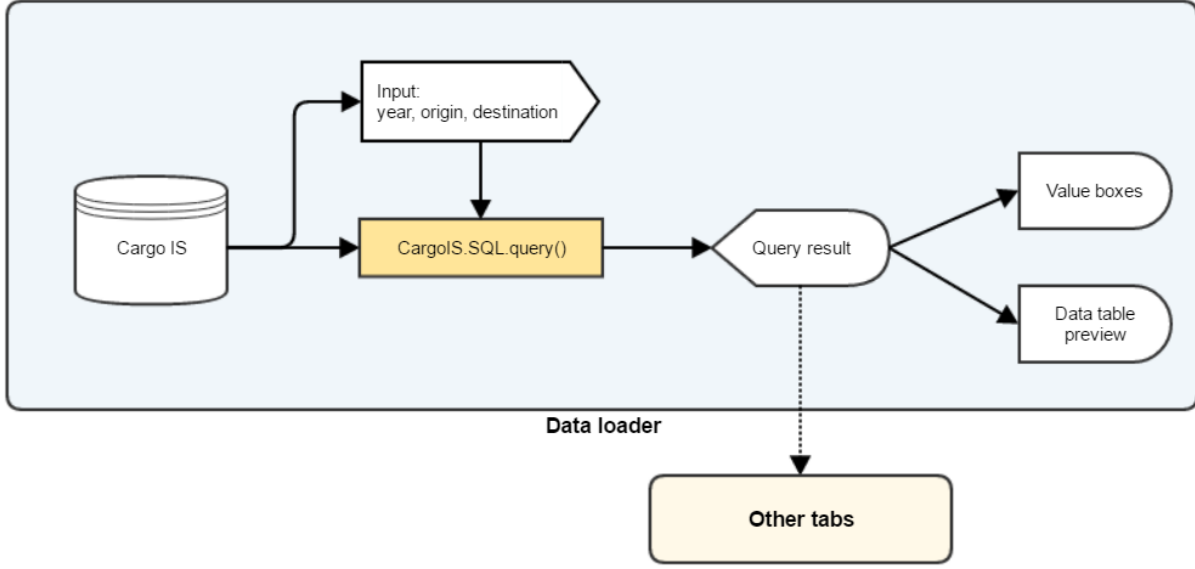 Input:
year, origin, destination
Cargo IS
CargoIS.SQL.query()
Query result
Value boxes
Data table
preview
Data loader
Other tabs